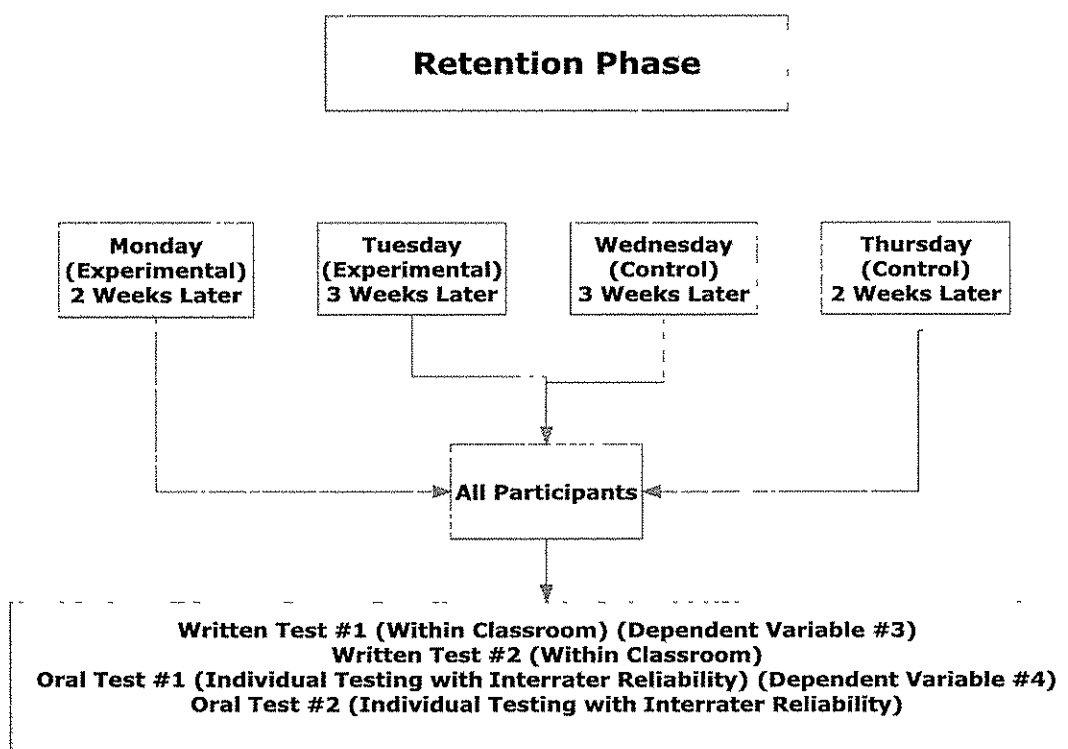 Retention Phase
Monday
(Experimental)
2 Weeks Later
Tuesday
(Experimental)
3 Weeks Later
Wednesday
(Control)
3 Weeks Later
Thursday
(Control)
2 Weeks Later
All Participants
Written Test #1 (Within Classroom) (Dependent Variable #3)
Written Test #2 (Within Classroom)
Oral Test #1 (Individual Testing with Interrater Reliability) (Dependent Variable #4)
Oral Test #2 (Individual Testing with Interrater Reliability)